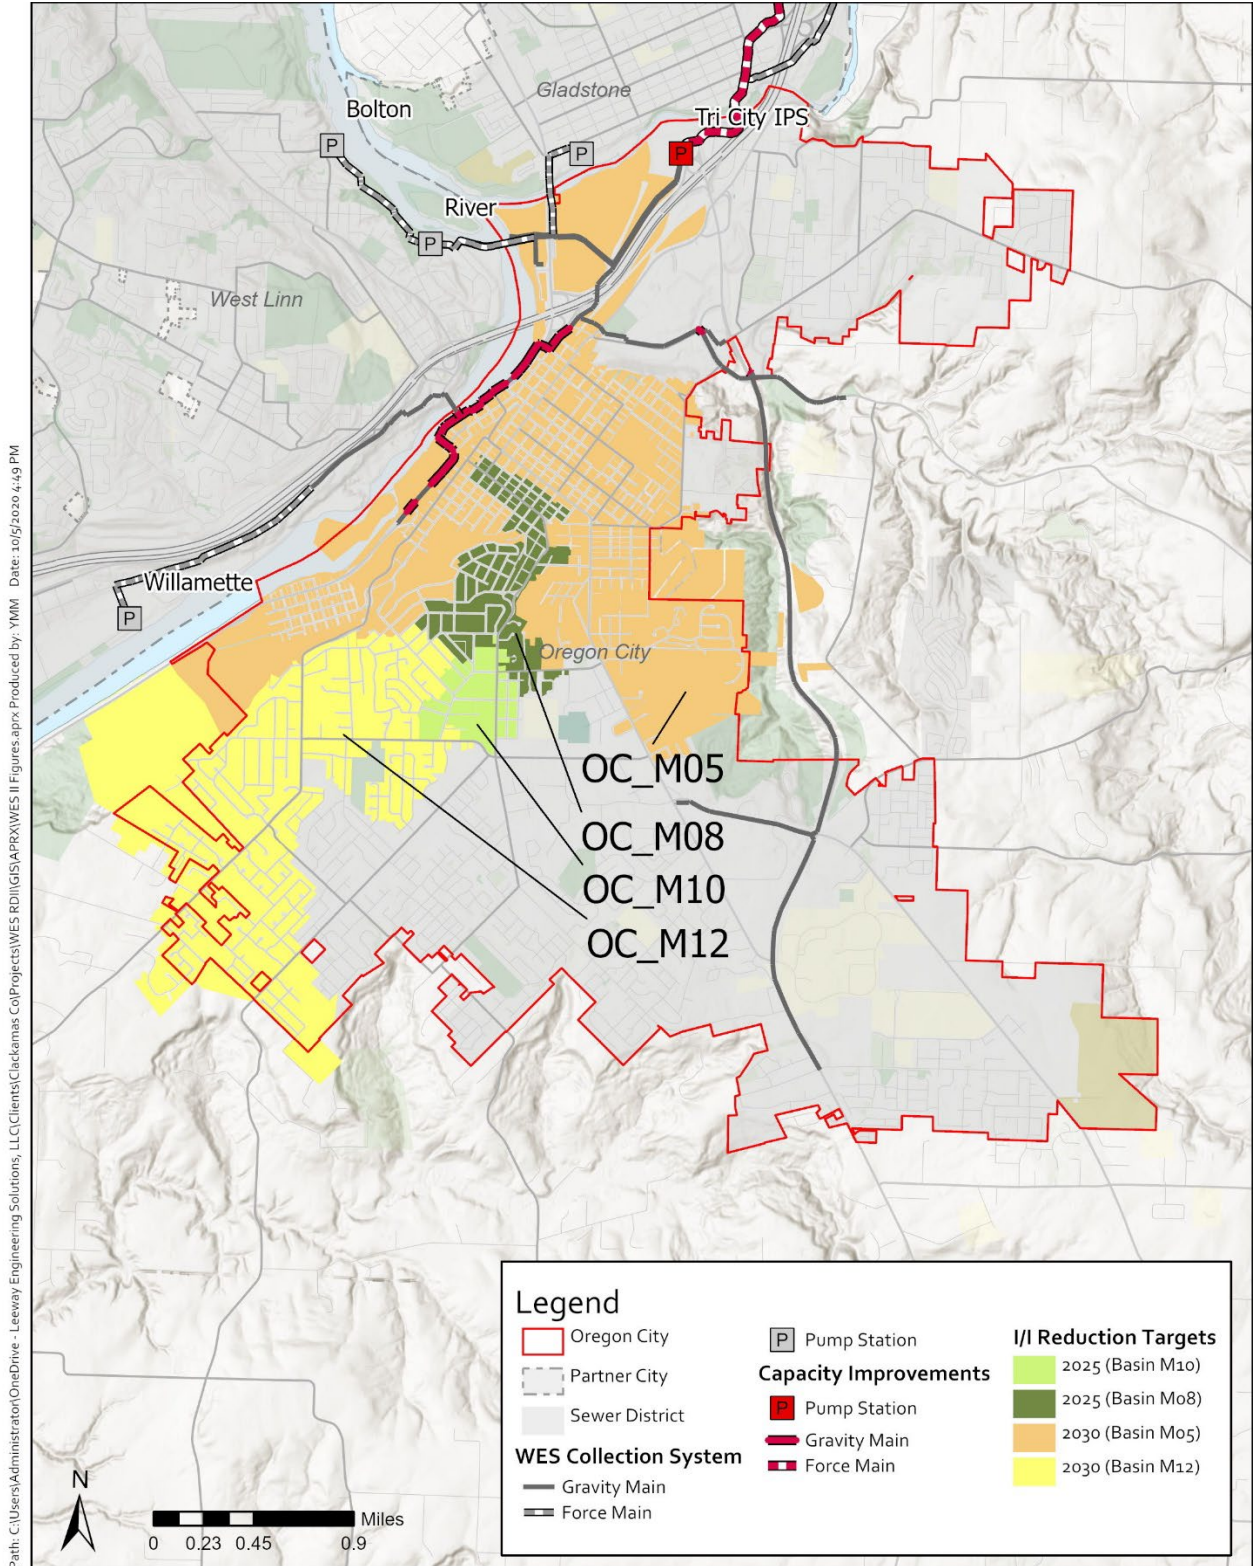 Gladstone
Bolton
Tri City IPS
P
P
P
River
P
West Linn
Willamette
P
Oregon City
OC_M05
OC_M08
OC_M10
OC_M12
Path: C:\Users\Administrator\OneDrive - Leeway Engineering Solutions, LLC\Clients\Clackamas Co\Projects\WES RDII\GIS\APRX\WES II Figures.aprx Produced by: YMM Date: 10/5/2020 4:49 PM
Legend
Oregon City
Partner City
Sewer District
WES Collection System
Gravity Main
Force Main
P Pump Station
Capacity Improvements
P Pump Station
Gravity Main
Force Main
I/I Reduction Targets
2025 (Basin M10)
2025 (Basin M08)
2030 (Basin M05)
2030 (Basin M12)
N
Miles
0 0.23 0.45 0.9